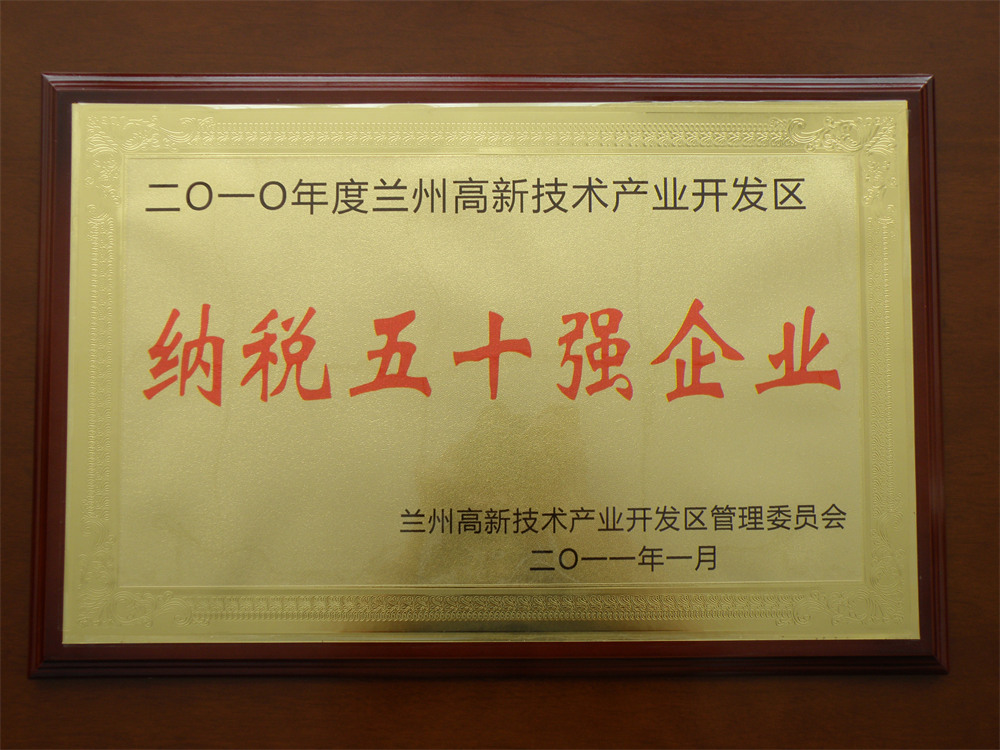 二〇一〇年度兰州高新技术产业开发区
纳税五十强企业
兰州高新技术产业开发区管理委员会
二〇一一年一月